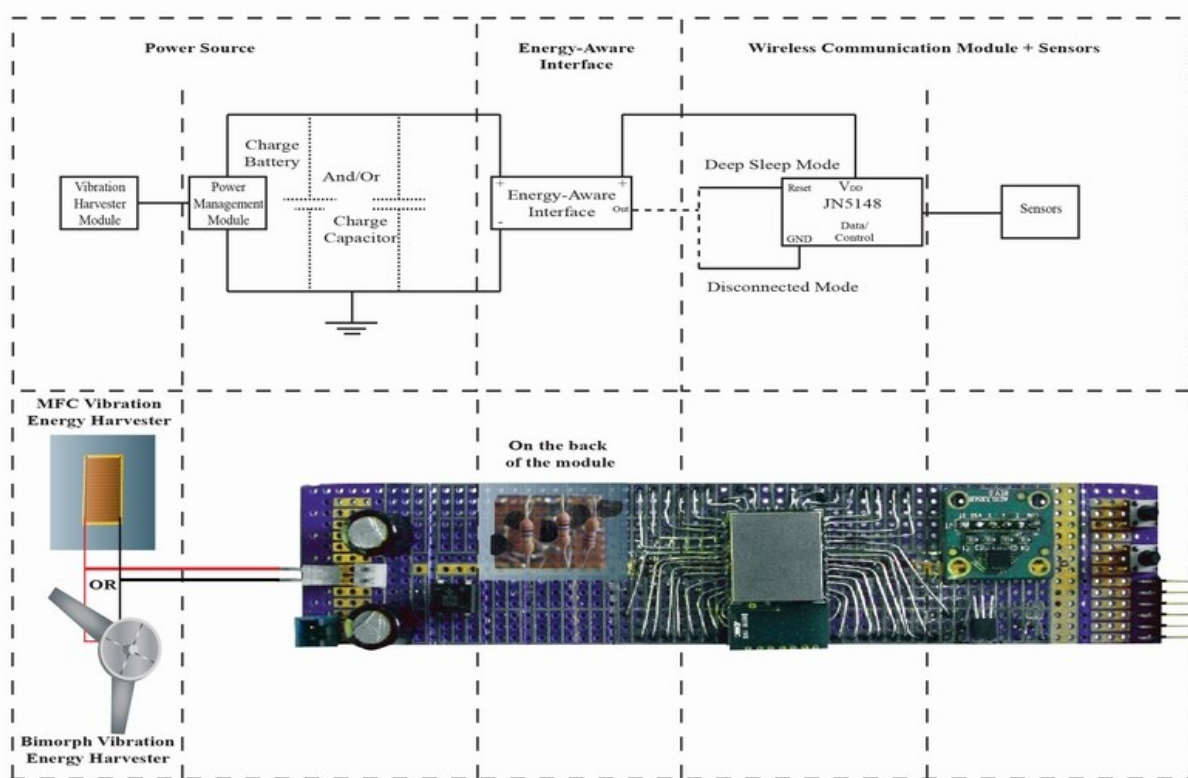 Power Source
Energy-Aware
Interface
Wireless Communication Module + Sensors
Charge
Battery
And/Or
Charge
Capacitor
Vibration
Harvester
Module
Power
Management
Module
+
+
-
Energy-Aware
Interface
Out
Deep Sleep Mode
Reset
VDD
JN5148
Data/
Control
GND
Disconnected Mode
Sensors
MFC Vibration
Energy Harvester
OR
Bimorph Vibration
Energy Harvester
On the back
of the module